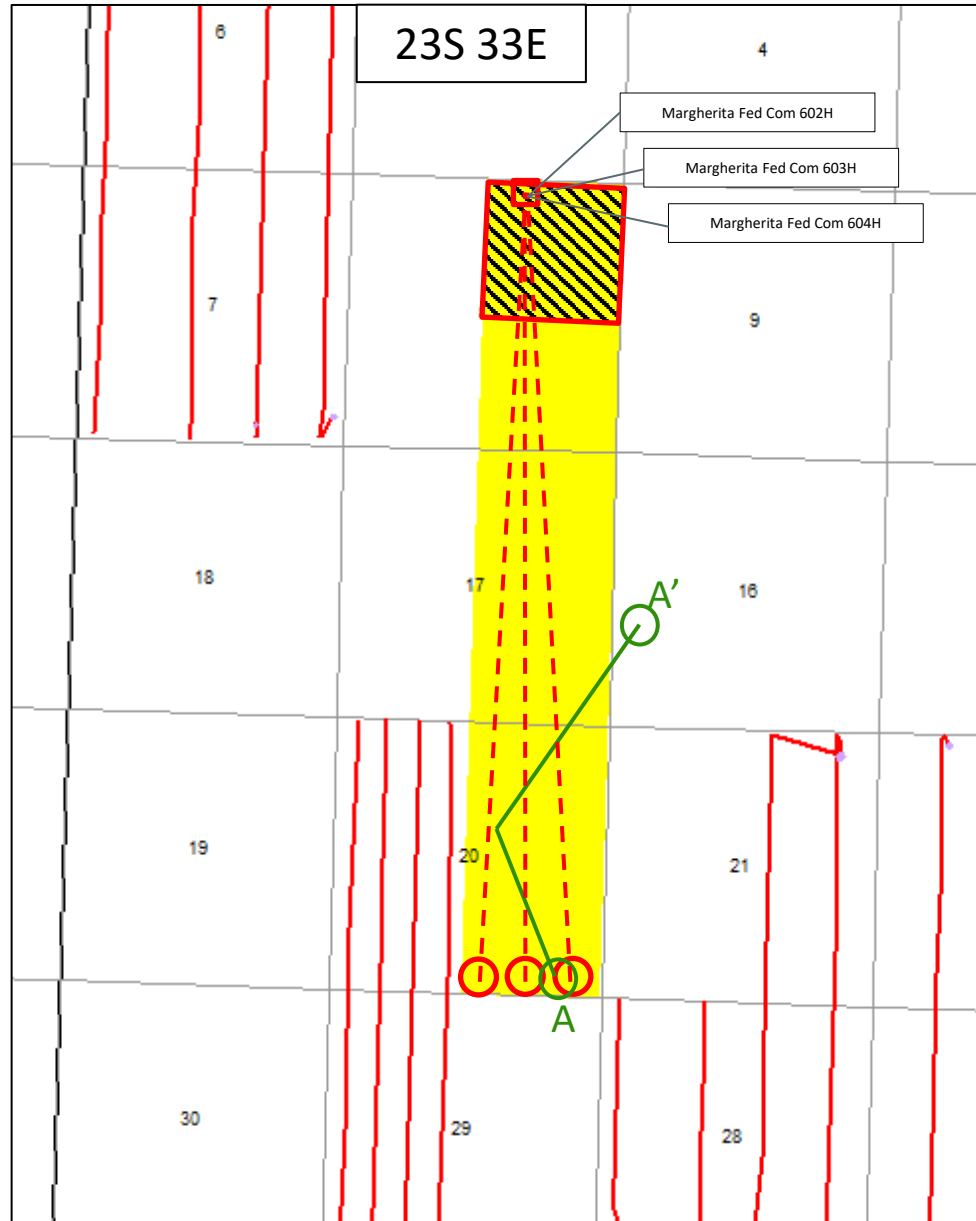 6
23S 33E
4
Margherita Fed Com 602H
Margherita Fed Com 603H
Margherita Fed Com 604H
7
9
18
17
16
A’
19
20
21
A
30
29
28